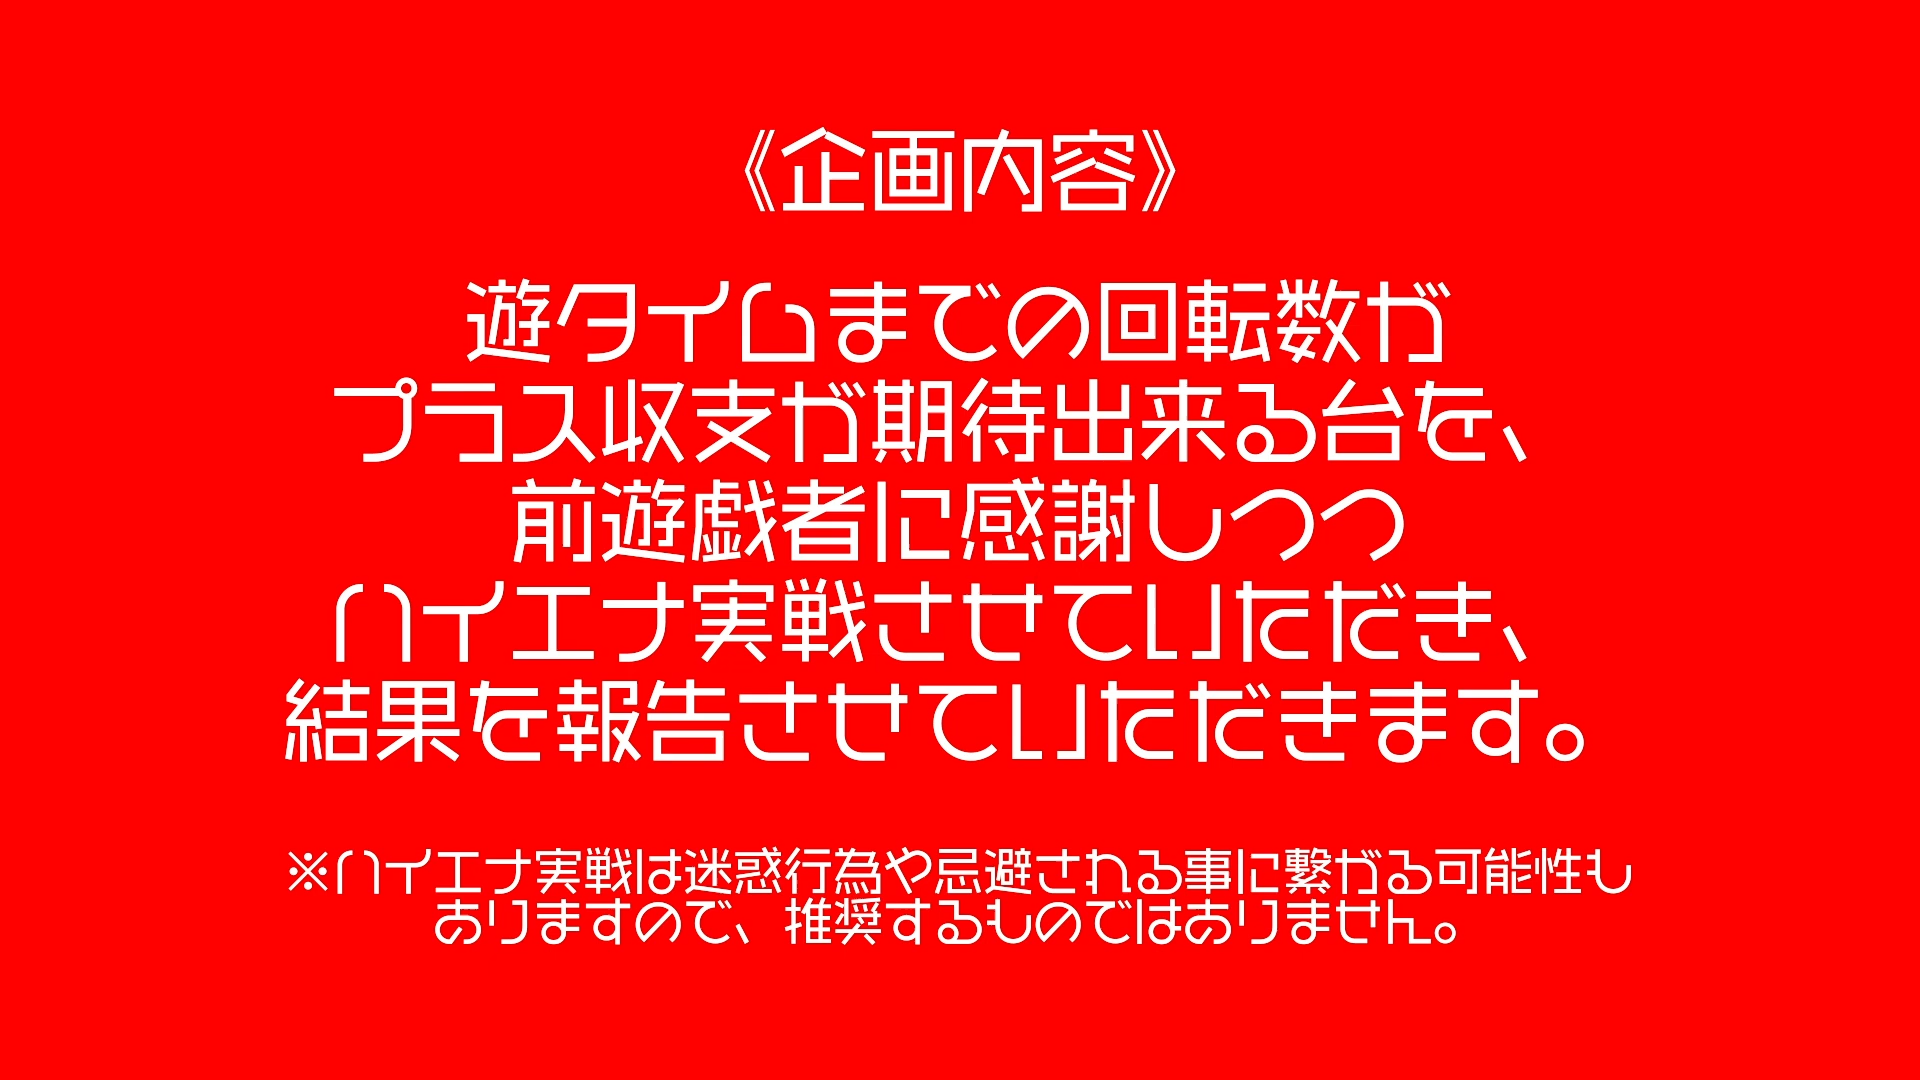 《企画内容》
遊タイムまでの回転数が
プラス収支が期待出来る台を、
前遊戯者に感謝しつつ
ハイエナ実戦させていただき、
結果を報告させていただきます。
※ハイエナ実戦は迷惑行為や忌避される事に繋がる可能性も
ありますので、推奨するものではありません。